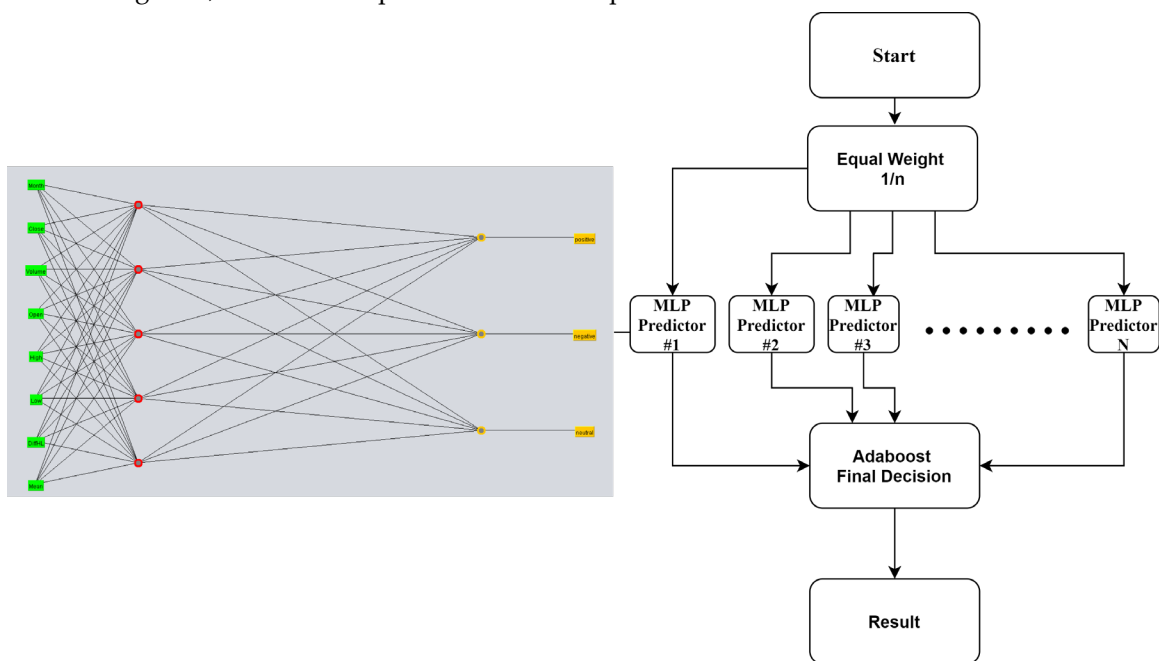 Start
Equal Weight
1/n
Month
Close
Volume
Open
High
Low
DiffHL
Mean
positive
negative
neutral
MLP
Predictor
#1
MLP
Predictor
#2
MLP
Predictor
#3
MLP
Predictor
N
Adaboost
Final Decision
Result